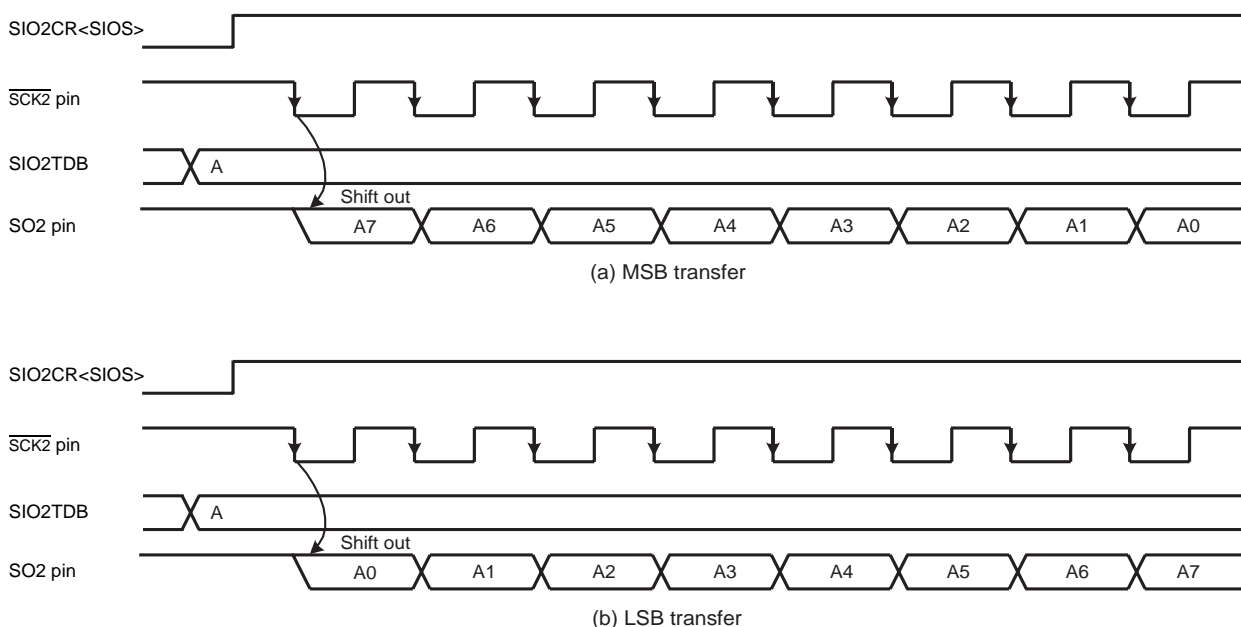 SIO2CR<SIOS>
SCK2 pin
SIO2TDB
A
Shift out
SO2 pin
A7 A6 A5 A4 A3 A2 A1 A0
(a) MSB transfer
SIO2CR<SIOS>
SCK2 pin
SIO2TDB
A
Shift out
SO2 pin
A0 A1 A2 A3 A4 A5 A6 A7
(b) LSB transfer